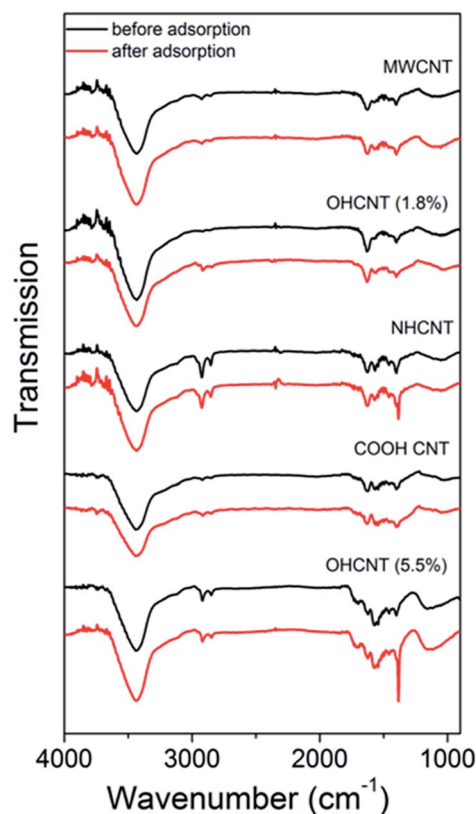 before adsorption
after adsorption
MWCNT
OHCNT (1.8%)
NHCNT
COOH CNT
OHCNT (5.5%)
Transmission
4000 3000 2000 1000
Wavenumber (cm⁻¹)